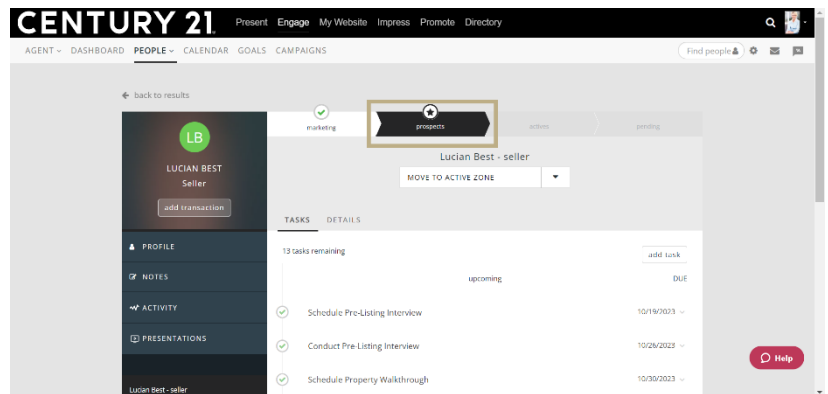 CENTURY 21. Present Engage My Website Impress Promote Directory
AGENT DASHBOARD PEOPLE CALENDAR GOALS CAMPAIGNS Find people
back to results
marketing prospects actives pending
LB
LUCIAN BEST
Seller
add transaction
Lucian Best - seller
MOVE TO ACTIVE ZONE
TASKS DETAILS
PROFILE
NOTES
ACTIVITY
PRESENTATIONS
Lucian Best - seller
13 tasks remaining add task
upcoming DUE
Schedule Pre-Listing Interview 10/19/2023
Conduct Pre-Listing Interview 10/26/2023
Schedule Property Walkthrough 10/30/2023
Help